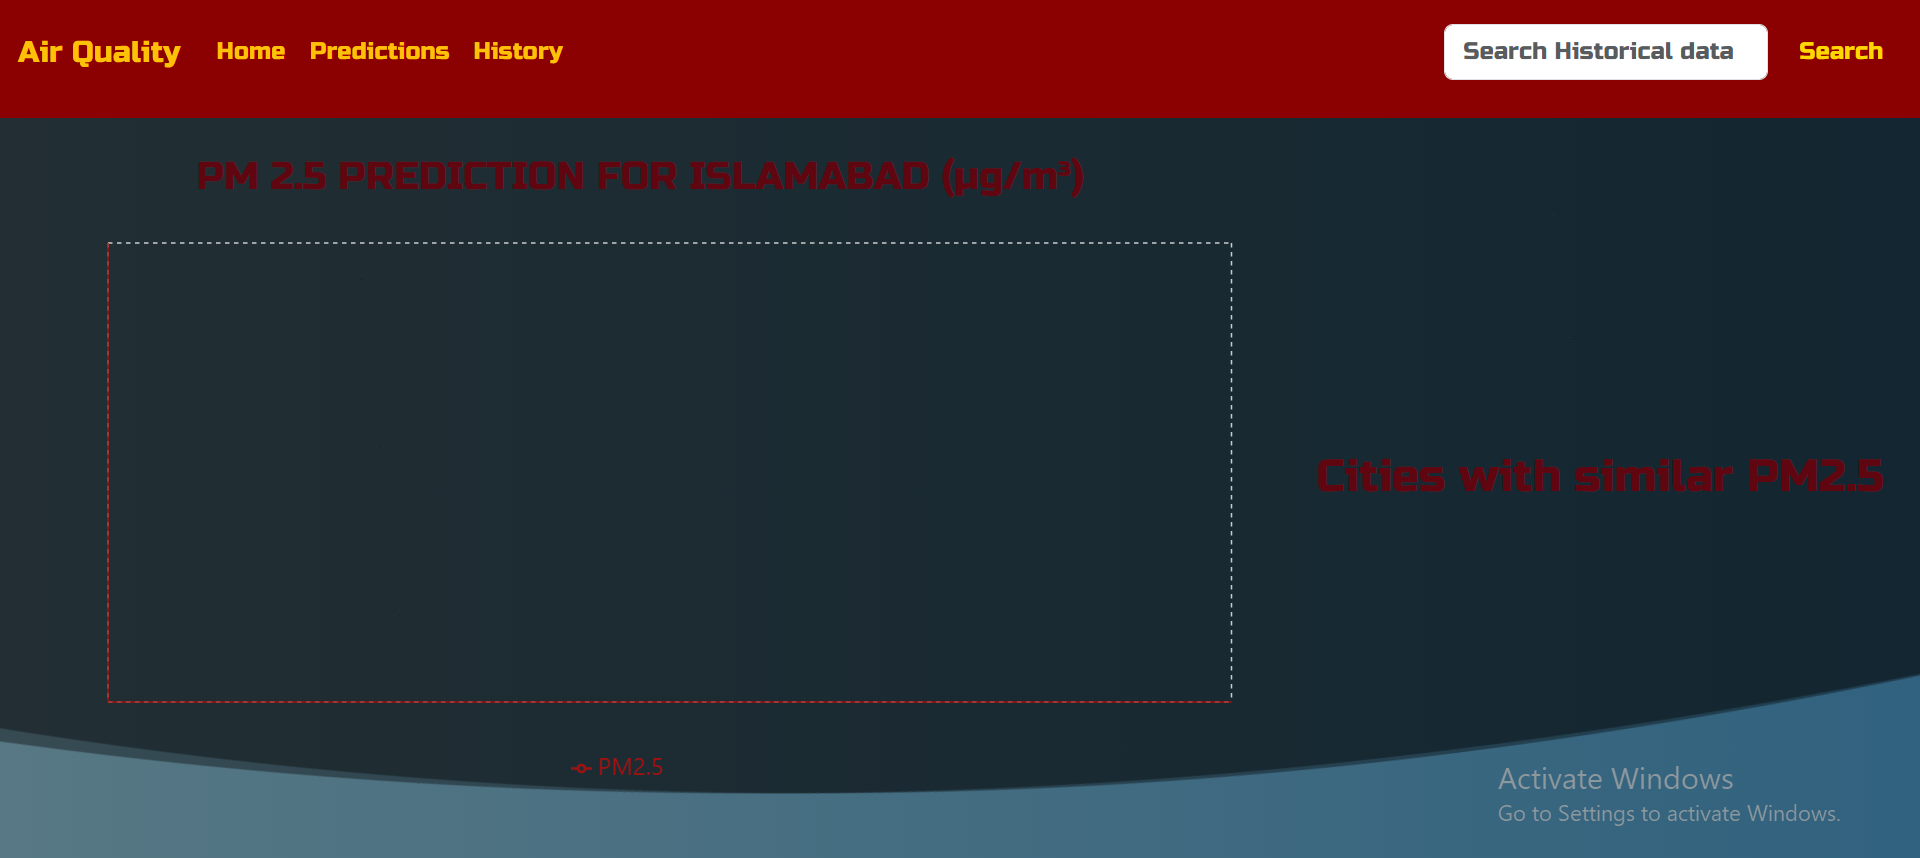 Air Quality Home Predictions History Search Historical data Search
PM 2.5 PREDICTION FOR ISLAMABAD (µg/m³)
Cities with similar PM2.5
PM2.5
Activate Windows
Go to Settings to activate Windows.